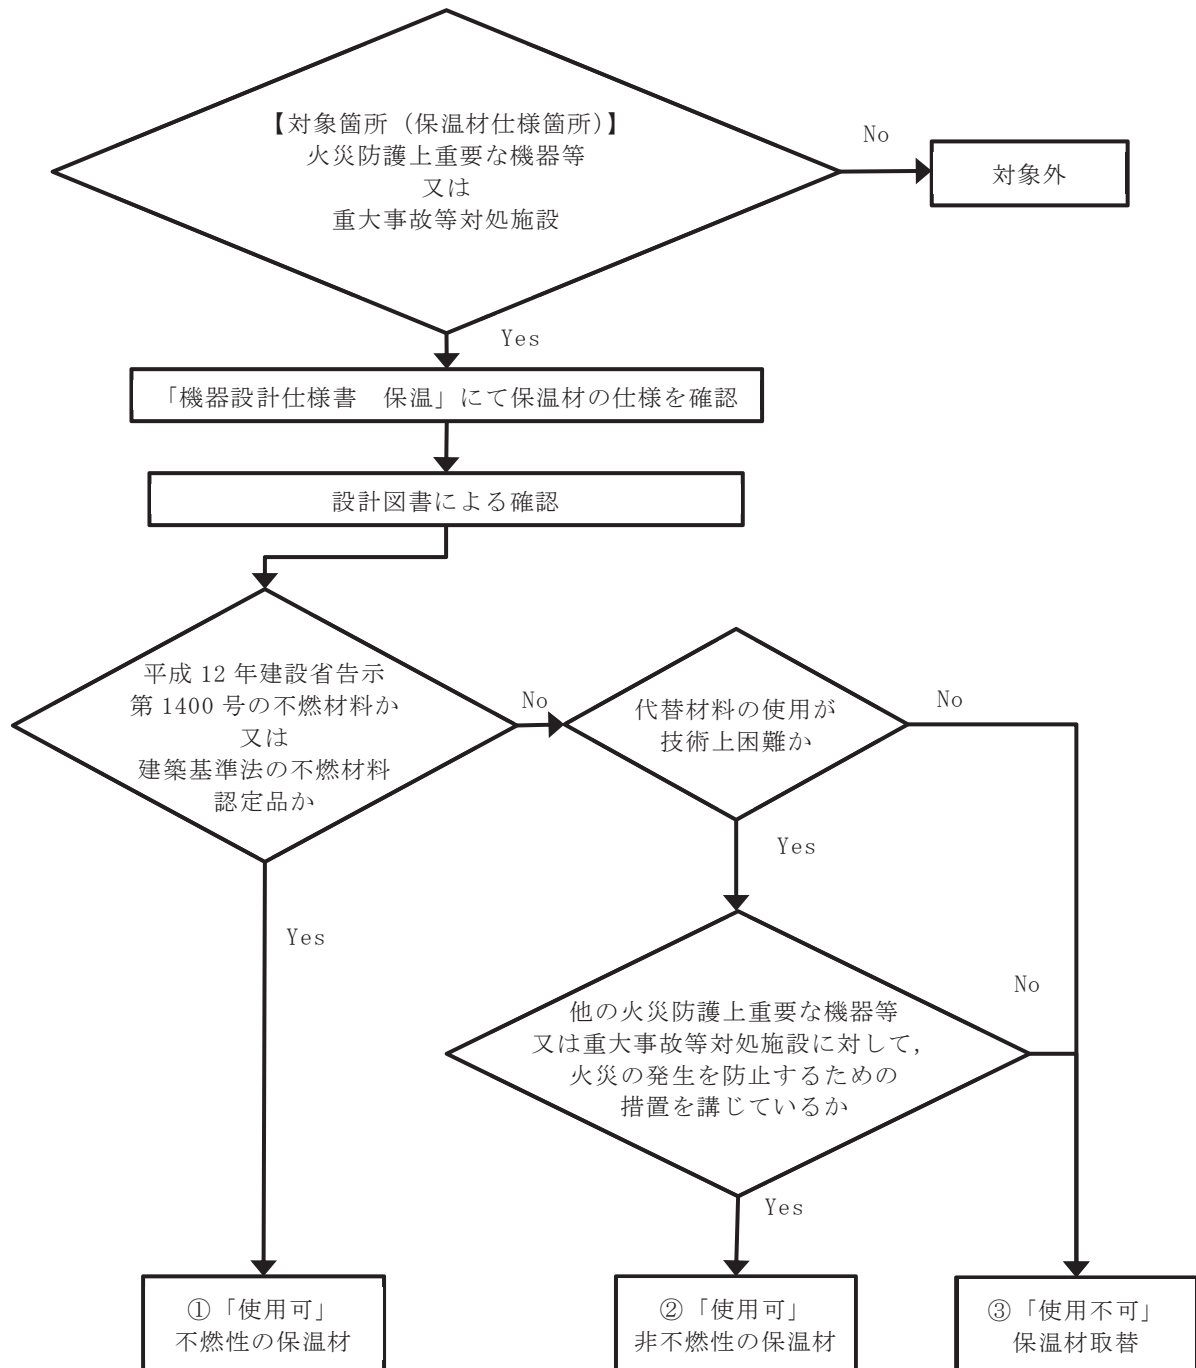 【対象箇所（保温材仕様箇所）】
火災防護上重要な機器等
又は
重大事故等対処施設
No
対象外
Yes
「機器設計仕様書　保温」にて保温材の仕様を確認
設計図書による確認
平成 12 年建設省告示
第 1400 号の不燃材料か
又は
建築基準法の不燃材料
認定品か
No
代替材料の使用が
技術上困難か
No
Yes
Yes
他の火災防護上重要な機器等
又は重大事故等対処施設に対して，
火災の発生を防止するための
措置を講じているか
No
Yes
①「使用可」
不燃性の保温材
②「使用可」
非不燃性の保温材
③「使用不可」
保温材取替